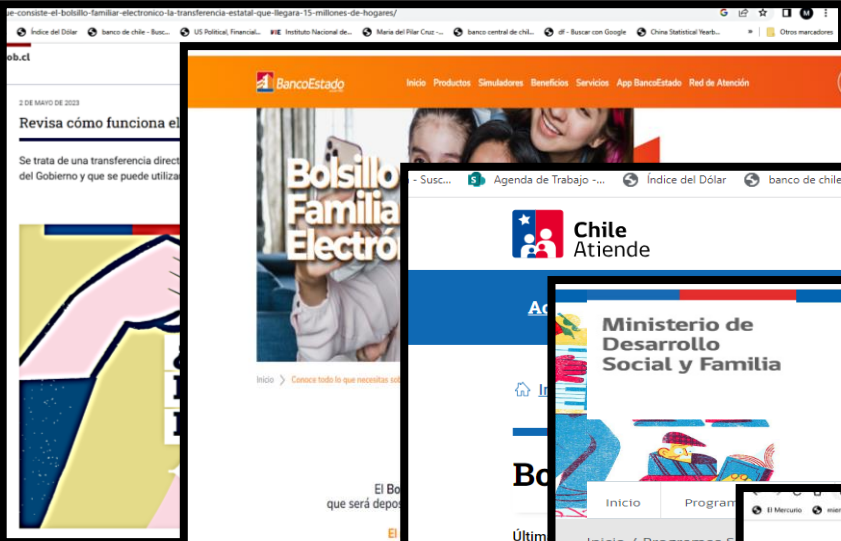 ue-consiste-el-bolsillo-familiar-electronico-la-transferencia-estatal-que-llegara-15-millones-de-hogares/
Índice del Dólar banco de chile - Busc... US Political, Financial... INE Instituto Nacional de... Maria del Pilar Cruz -... banco central de chil... df - Buscar con Google China Statistical Yearb... » Otros marcadores
ob.cl
2 DE MAYO DE 2023
Revisa cómo funciona el
Se trata de una transferencia direct
del Gobierno y que se puede utiliza
BancoEstado
Inicio Productos Simuladores Beneficios Servicios App BancoEstado Red de Atención
Bolsillo
Familia
Electró
Inicio > Conoce todo lo que necesitas sob
El Bo
que será depos
El
- Susc... Agenda de Trabajo -... Índice del Dólar banco de chile
Chile
Atiende
In
Bo
Últim
Ministerio de
Desarrollo
Social y Familia
Inicio Program
Inicio / Programas S
El Mercurio